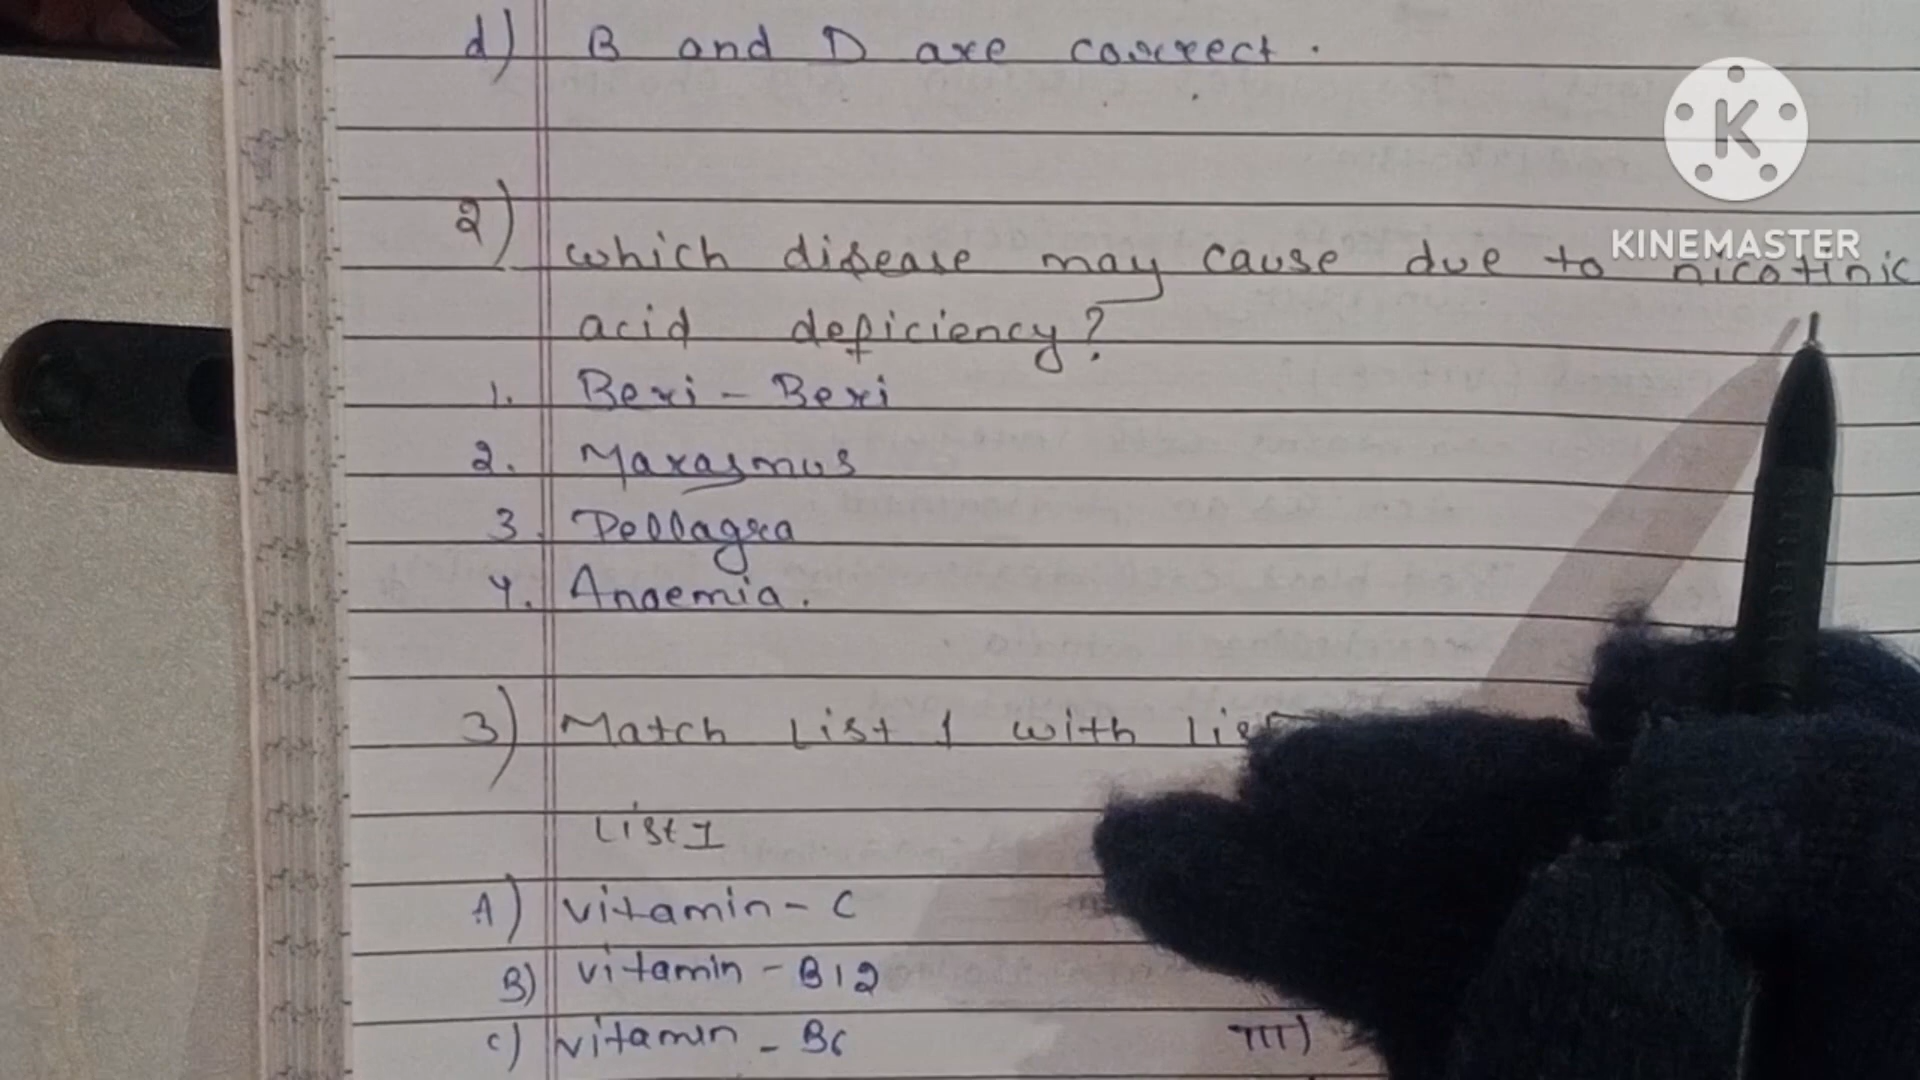 d) B and D are correct.
KINEMASTER
2) which disease may cause due to nicotinic
acid deficiency?
1. Beri - Beri
2. Marasmus
3. Pellagra
4. Anaemia.
3) Match List 1 with List
List I
A) vitamin - C
B) vitamin - B12
C) vitamin - B6
III)